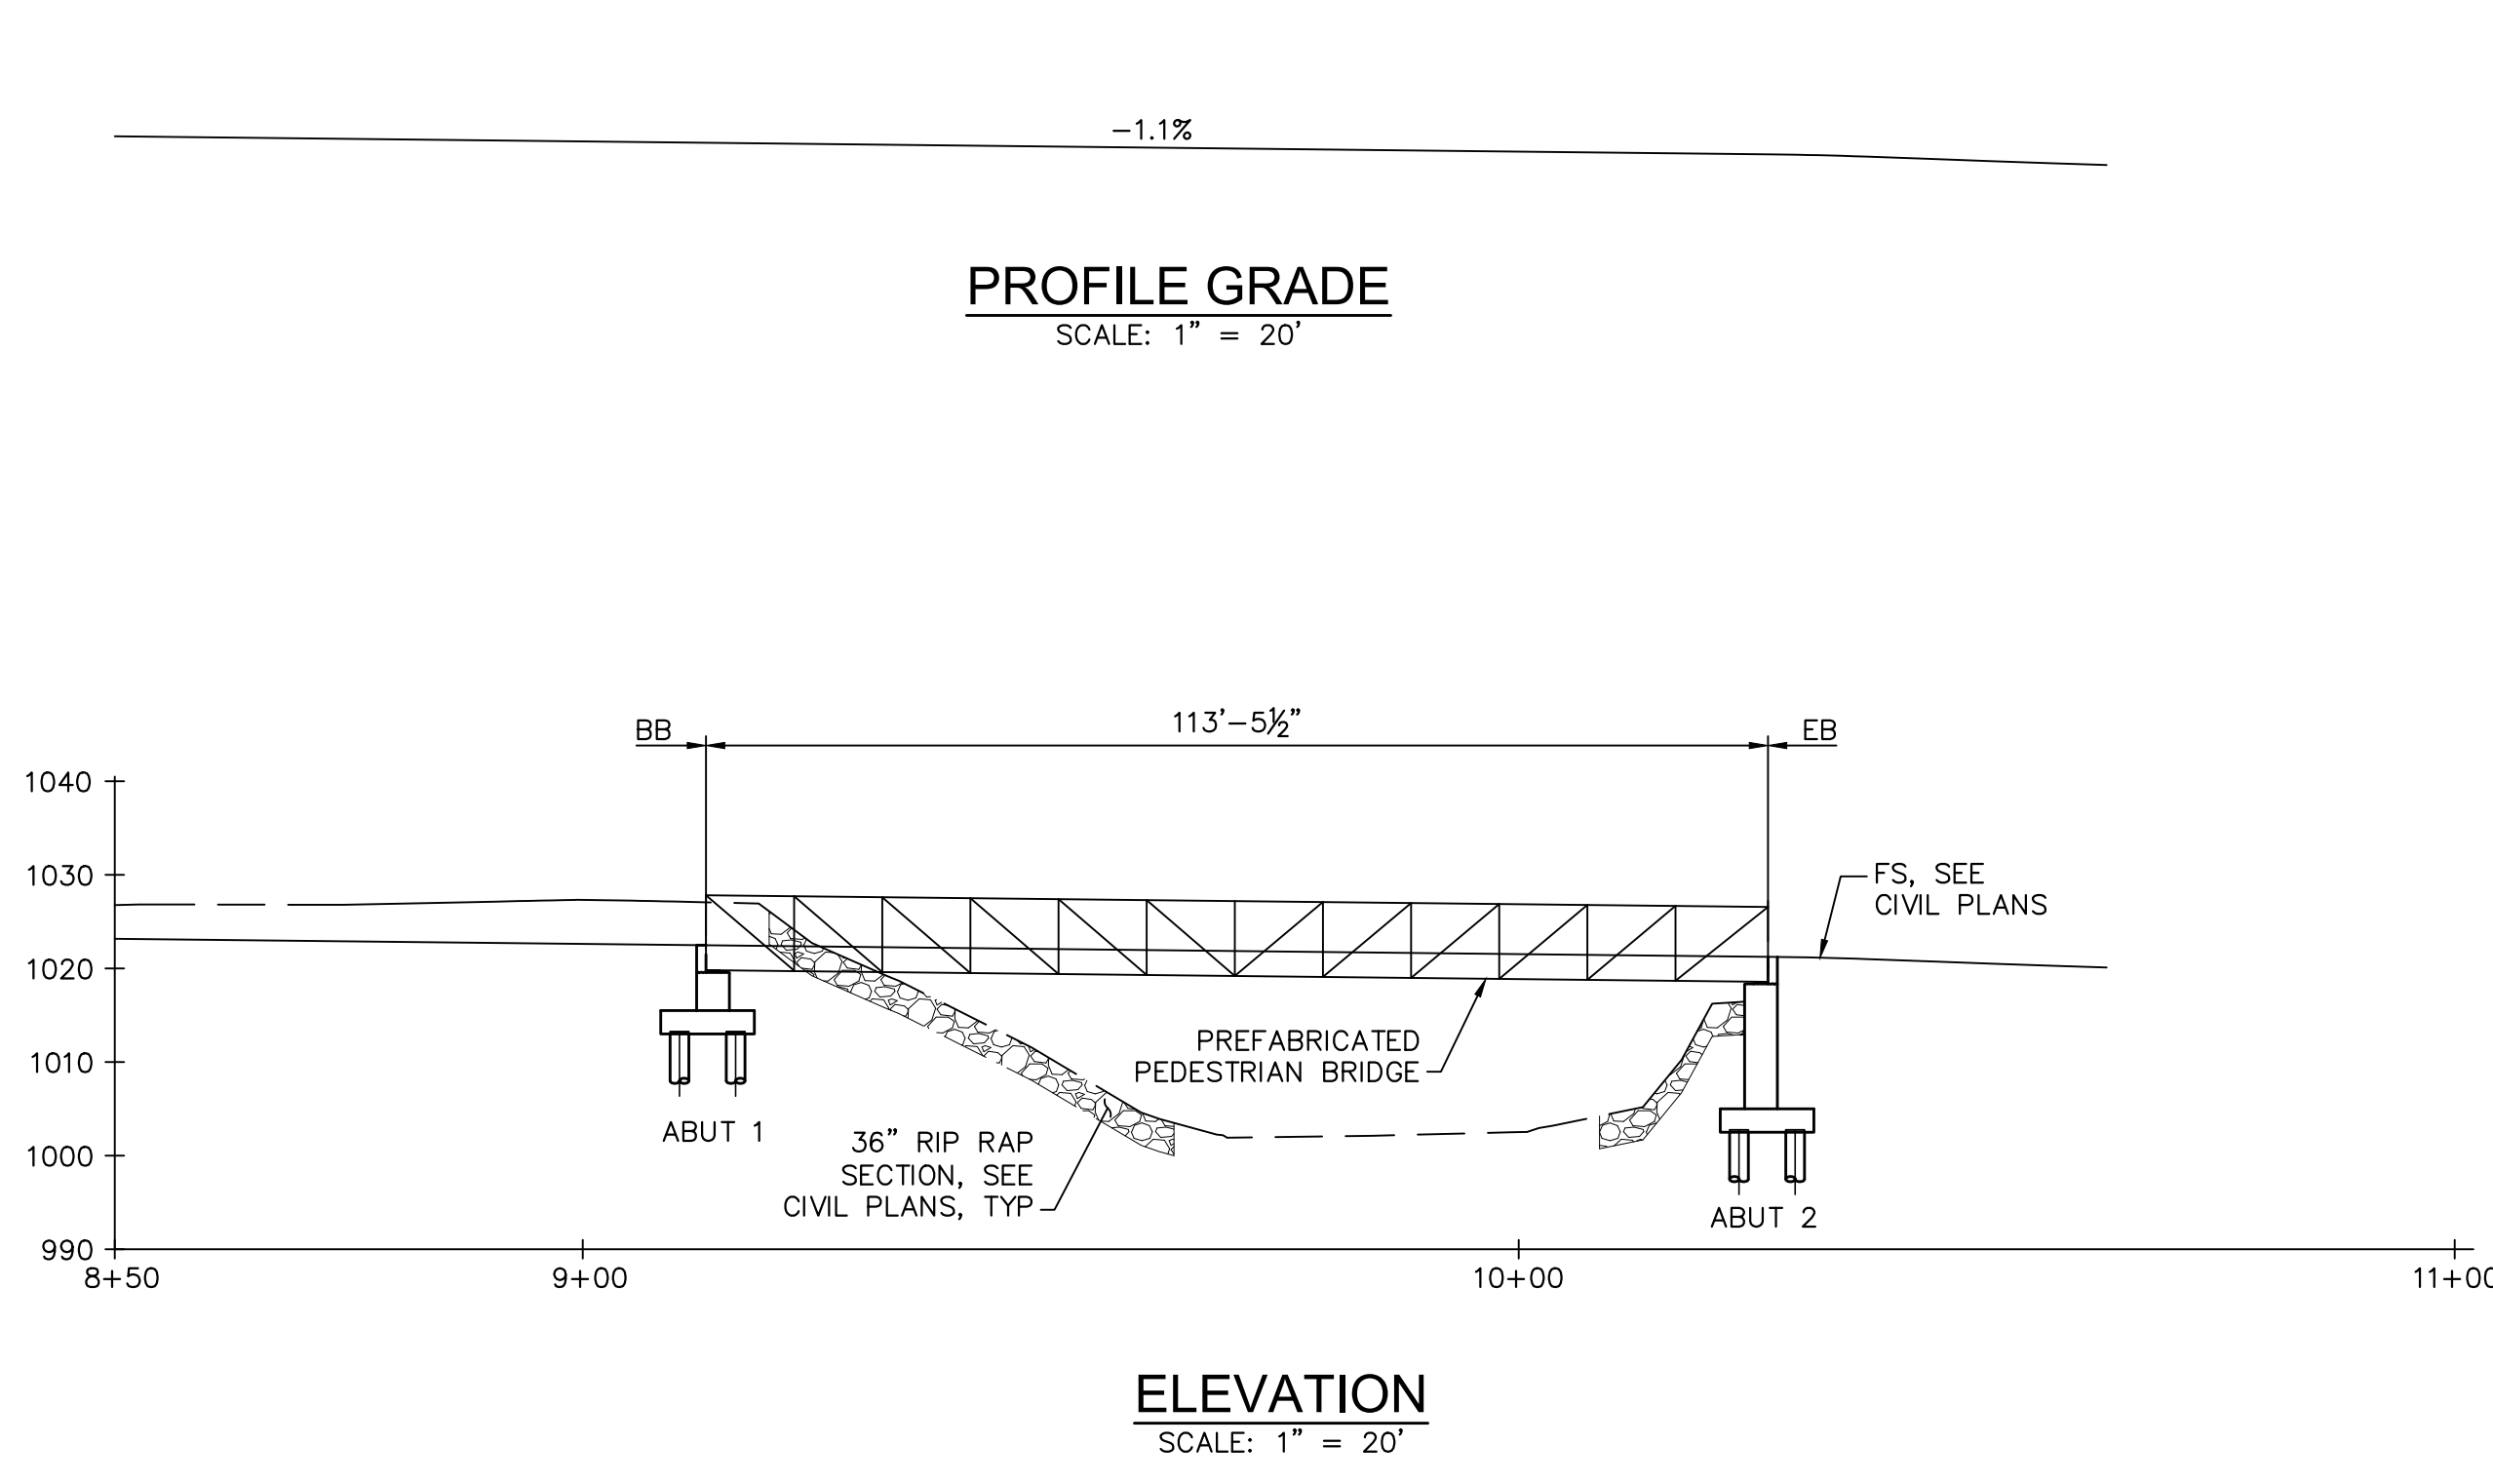 -1.1%
PROFILE GRADE
SCALE: 1" = 20'
BB
113'-5½"
EB
1040
1030
1020
1010
1000
990
FS, SEE
CIVIL PLANS
PREFABRICATED
PEDESTRIAN BRIDGE
ABUT 1
36" RIP RAP
SECTION, SEE
CIVIL PLANS, TYP
ABUT 2
8+50
9+00
10+00
11+00
ELEVATION
SCALE: 1" = 20'